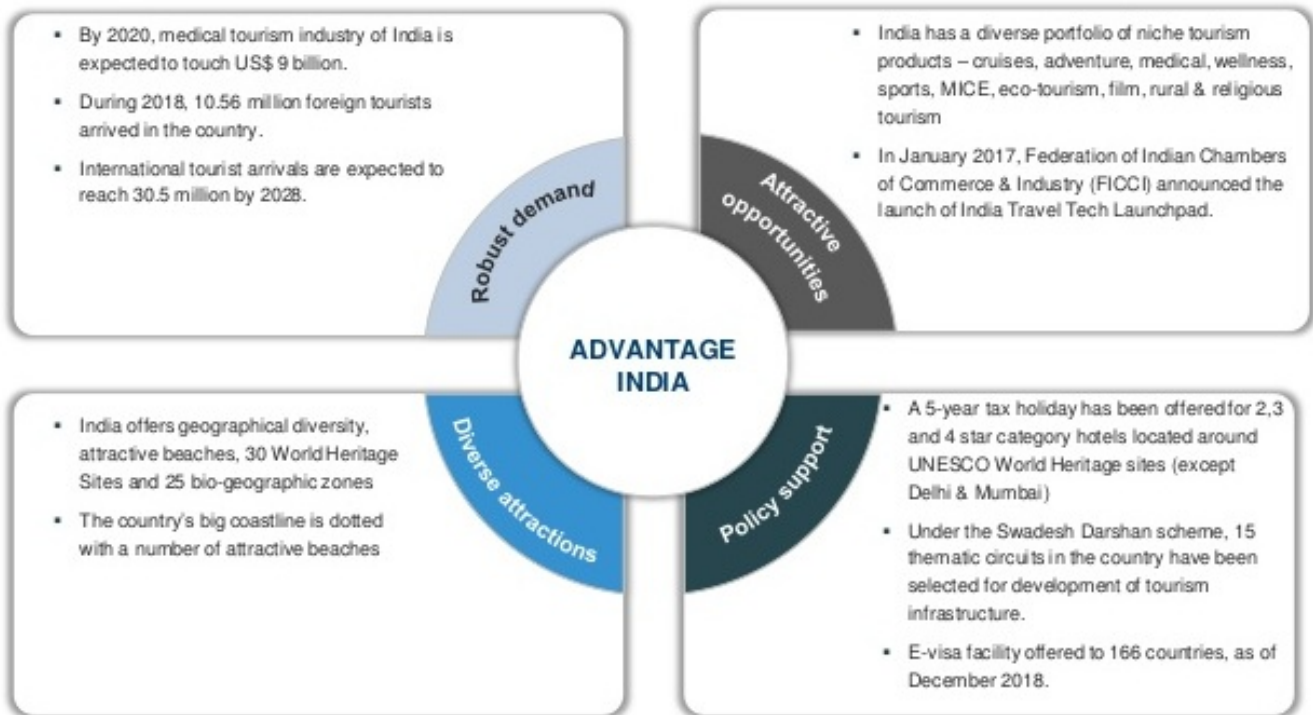 ▪ By 2020, medical tourism industry of India is
expected to touch US$ 9 billion.
▪ During 2018, 10.56 million foreign tourists
arrived in the country.
▪ International tourist arrivals are expected to
reach 30.5 million by 2028.
Robust demand
▪ India has a diverse portfolio of niche tourism
products – cruises, adventure, medical, wellness,
sports, MICE, eco-tourism, film, rural & religious
tourism
▪ In January 2017, Federation of Indian Chambers
of Commerce & Industry (FICCI) announced the
launch of India Travel Tech Launchpad.
Attractive
opportunities
ADVANTAGE
INDIA
▪ India offers geographical diversity,
attractive beaches, 30 World Heritage
Sites and 25 bio-geographic zones
▪ The country's big coastline is dotted
with a number of attractive beaches
Diverse attractions
Policy support
▪ A 5-year tax holiday has been offered for 2,3
and 4 star category hotels located around
UNESCO World Heritage sites (except
Delhi & Mumbai)
▪ Under the Swadesh Darshan scheme, 15
thematic circuits in the country have been
selected for development of tourism
infrastructure.
▪ E-visa facility offered to 166 countries, as of
December 2018.